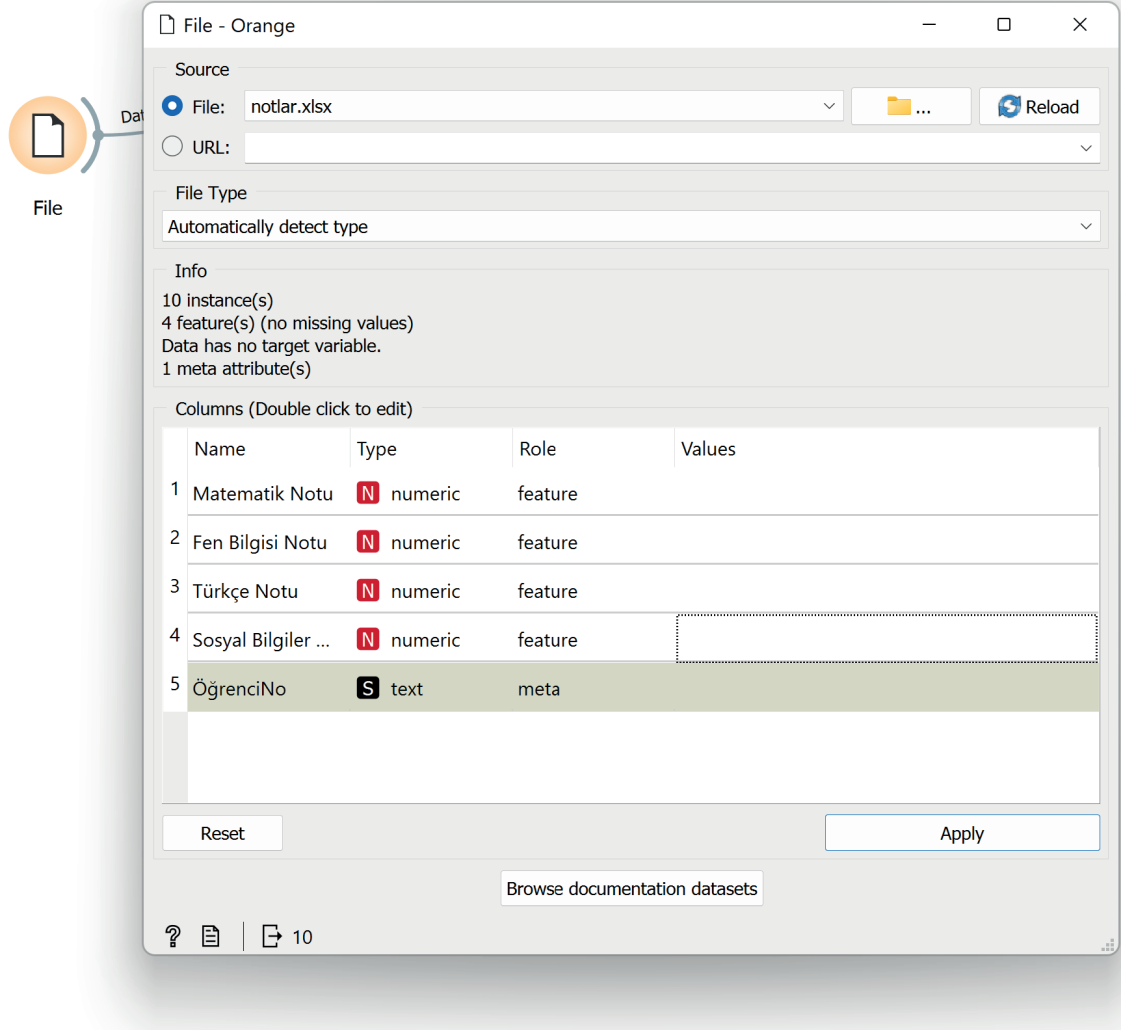 File - Orange
Source
File: notlar.xlsx ... Reload
URL:
File Type
Automatically detect type
Info
10 instance(s)
4 feature(s) (no missing values)
Data has no target variable.
1 meta attribute(s)
Columns (Double click to edit)
Name Type Role Values
1 Matematik Notu N numeric feature
2 Fen Bilgisi Notu N numeric feature
3 Türkçe Notu N numeric feature
4 Sosyal Bilgiler ... N numeric feature
5 ÖğrenciNo S text meta
Reset Apply
Browse documentation datasets
? 10
Dat
File